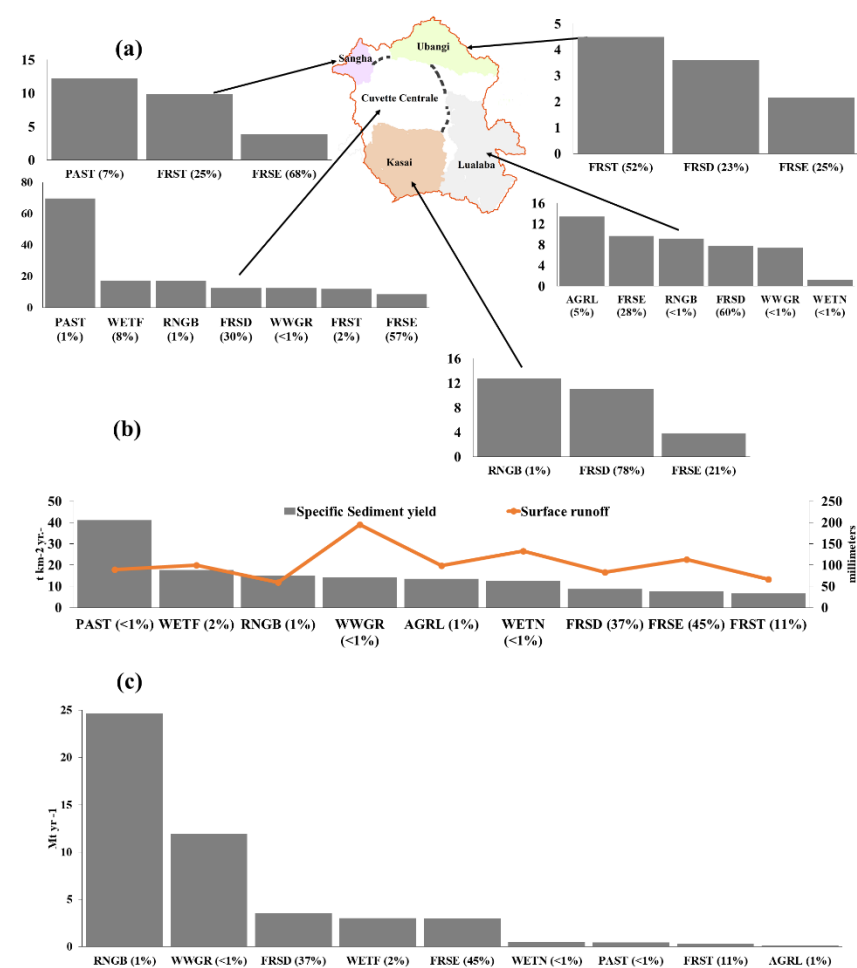 (a)
15
10
5
0
PAST (7%) FRST (25%) FRSE (68%)
Sangha
Ubangi
Cuvette Centrale
Kasai
Lualaba
5
4
3
2
1
0
FRST (52%) FRSD (23%) FRSE (25%)
80
60
40
20
0
PAST WETF RNGB FRSD WWGR FRST FRSE
(1%) (8%) (1%) (30%) (<1%) (2%) (57%)
16
12
8
4
0
AGRL FRSE RNGB FRSD WWGR WETN
(5%) (28%) (<1%) (60%) (<1%) (<1%)
16
12
8
4
0
RNGB (1%) FRSD (78%) FRSE (21%)
(b)
t km-2 yr.-
50
40
30
20
10
0
Specific Sediment yield Surface runoff
250
200
150
100
50
0
millimeters
PAST (<1%) WETF (2%) RNGB (1%) WWGR AGRL (1%) WETN FRSD (37%) FRSE (45%) FRST (11%)
(<1%) (<1%)
(c)
Mt yr -1
25
20
15
10
5
0
RNGB (1%) WWGR (<1%) FRSD (37%) WETF (2%) FRSE (45%) WETN (<1%) PAST (<1%) FRST (11%) AGRL (1%)